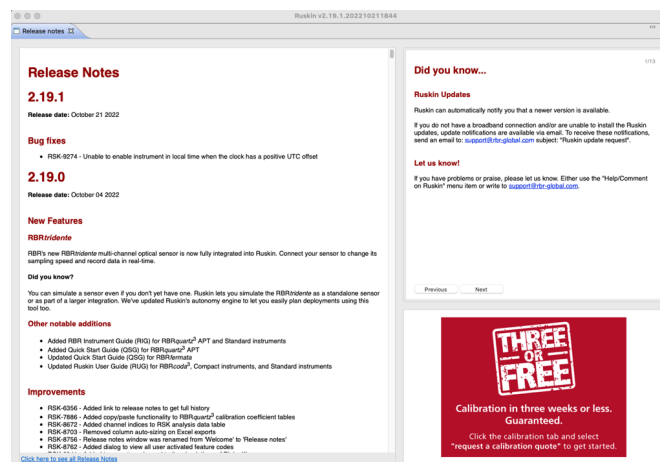 Ruskin v2.19.1.202210211844
Release notes
Release Notes
2.19.1
Release date: October 21 2022
Bug fixes
RSK-9274 - Unable to enable instrument in local time when the clock has a positive UTC offset
2.19.0
Release date: October 04 2022
New Features
RBRtridente
RBR's new RBRtridente multi-channel optical sensor is now fully integrated into Ruskin. Connect your sensor to change its
sampling speed and record data in real-time.
Did you know?
You can simulate a sensor even if you don't yet have one. Ruskin lets you simulate the RBRtridente as a standalone sensor
or as part of a larger integration. We've updated Ruskin's autonomy engine to let you easily plan deployments using this
tool too.
Other notable additions
Added RBR Instrument Guide (RIG) for RBRquartz³ APT and Standard instruments
Added Quick Start Guide (QSG) for RBRquartz³ APT
Updated Quick Start Guide (QSG) for RBRfermata
Updated Ruskin User Guide (RUG) for RBRcoda³, Compact instruments, and Standard instruments
Improvements
RSK-6356 - Added link to release notes to get full history
RSK-7886 - Added copy/paste functionality to RBRquartz³ calibration coefficient tables
RSK-8672 - Added channel indices to RSK analysis data table
RSK-8703 - Removed column auto-sizing on Excel exports
RSK-8756 - Release notes window was renamed from 'Welcome' to 'Release notes'
RSK-8762 - Added dialog to view all user activated feature codes
Click here to see all Release Notes
1/13
Did you know...
Ruskin Updates
Ruskin can automatically notify you that a newer version is available.
If you do not have a broadband connection and/or are unable to install the Ruskin
updates, update notifications are available via email. To receive these notifications,
send an email to: support@rbr-global.com subject: "Ruskin update request".
Let us know!
If you have problems or praise, please let us know. Either use the "Help/Comment
on Ruskin" menu item or write to support@rbr-global.com.
Previous
Next
THREE
OR
FREE
Calibration in three weeks or less.
Guaranteed.
Click the calibration tab and select
"request a calibration quote" to get started.